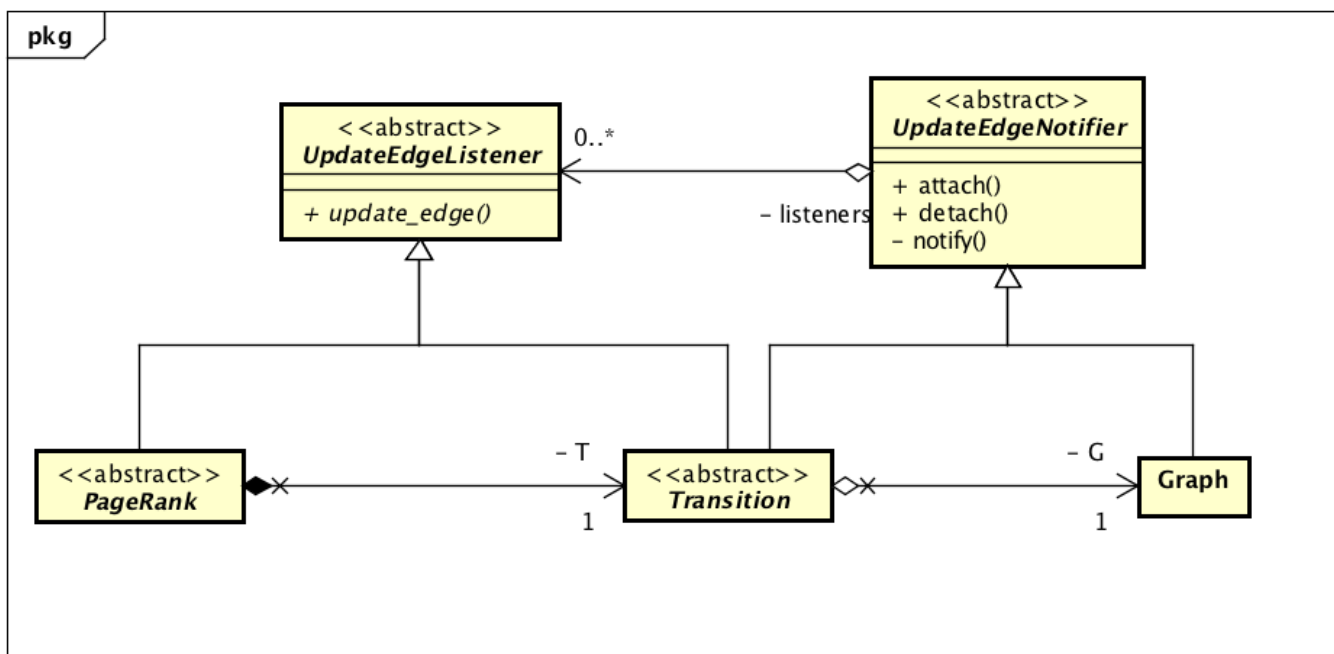 pkg
<<abstract>>
UpdateEdgeListener
+ update_edge()
0..*
– listeners
<<abstract>>
UpdateEdgeNotifier
+ attach()
+ detach()
– notify()
<<abstract>>
PageRank
– T
1
<<abstract>>
Transition
– G
1
Graph